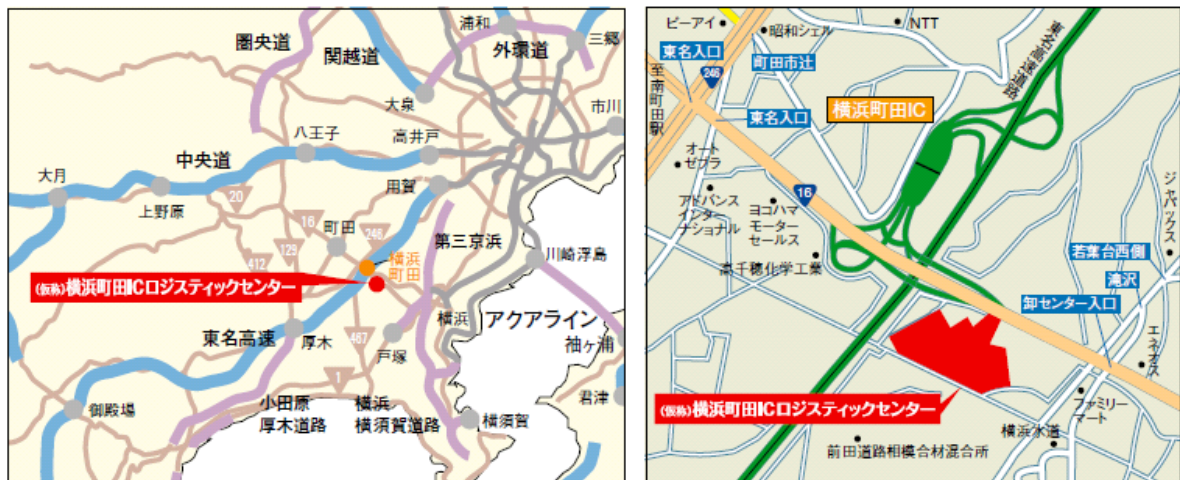 圏央道
関越道
浦和
外環道
三郷
大泉
市川
八王子
高井戸
中央道
大月
用賀
上野原
20
16
町田
246
第三京浜
129
412
横浜
町田
川崎浮島
(仮称)横浜町田ICロジスティックセンター
東名高速
厚木
467
横浜
戸塚
アクアライン
袖ヶ浦
1
御殿場
小田原
厚木道路
横浜
横須賀道路
横須賀
君津
ピーアイ
昭和シェル
NTT
東名高速道路
東名入口
246
町田市辻
至南町田駅
横浜町田IC
東名入口
オート
ゼブラ
アドバンス
インター
ナショナル
16
ヨコハマ
モーター
セールス
ジャパックス
高千穂化学工業
若葉台西側
滝沢
卸センター入口
エネオス
(仮称)横浜町田ICロジスティックセンター
ファミリー
マート
横浜水道
前田道路相模合材混合所